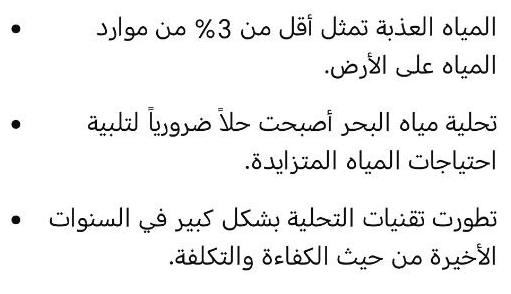 • المياه العذبة تمثل أقل من 3% من موارد
المياه على الأرض.
• تحلية مياه البحر أصبحت حلاً ضرورياً لتلبية
احتياجات المياه المتزايدة.
• تطورت تقنيات التحلية بشكل كبير في السنوات
الأخيرة من حيث الكفاءة والتكلفة.